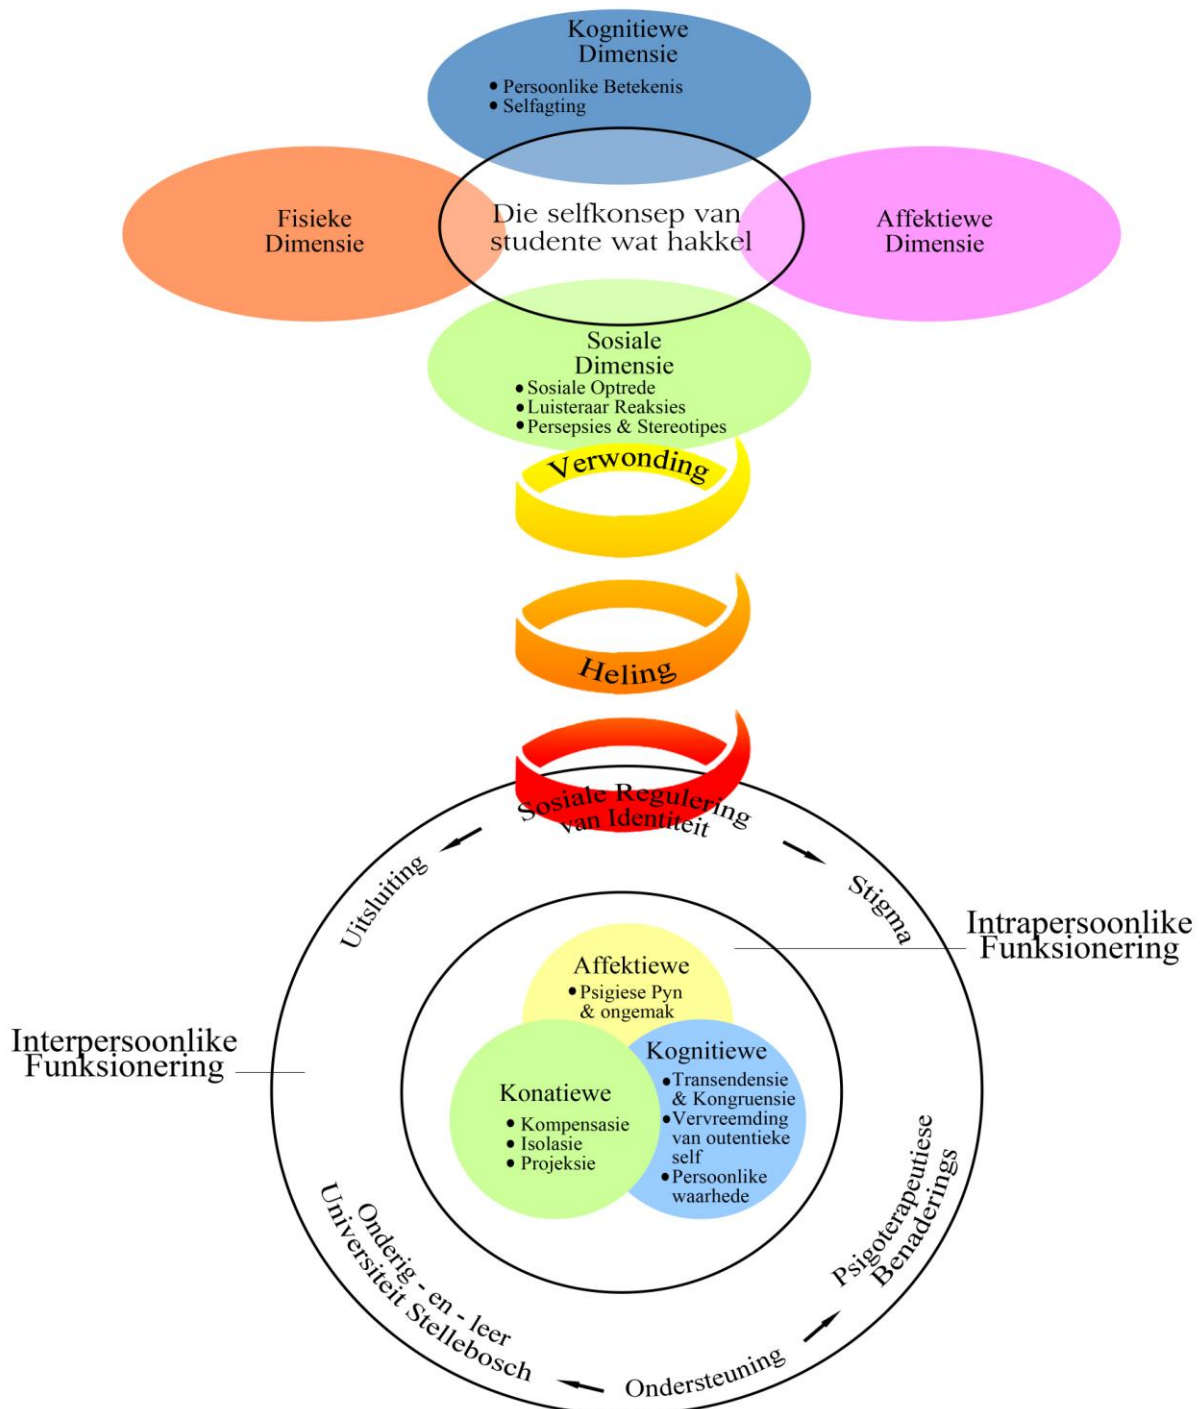 Kognitiewe
Dimensie
• Persoonlike Betekenis
• Selfagting
Fisieke
Dimensie
Die selfkonsep van
studente wat hakkel
Affektiewe
Dimensie
Sosiale
Dimensie
• Sosiale Optrede
• Luisteraar Reaksies
• Persepsies & Stereotipes
Verwonding
Heling
Sosiale Regulering
van Identiteit
Uitsluiting
Stigma
Intrapersoonlike
Funksionering
Affektiewe
• Psigiese Pyn
& ongemak
Interpersoonlike
Funksionering
Konatiewe
• Kompensasie
• Isolasie
• Projeksie
Kognitiewe
• Transendensie
& Kongruensie
• Vervreemding
van outentieke
self
• Persoonlike
waarhede
Onderig - en - leer
Universiteit Stellebosch
Psigoterapeutiese
Benaderings
Ondersteuning